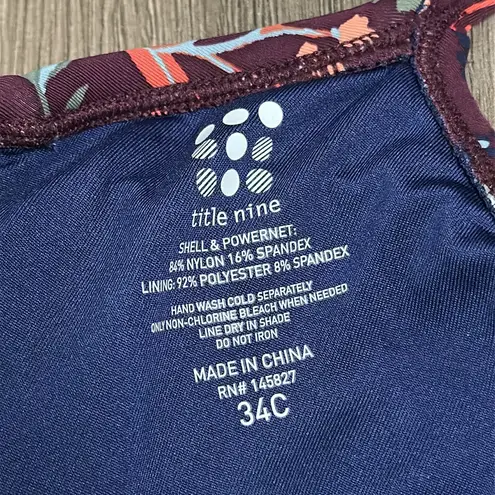 title nine
SHELL & POWERNET:
84% NYLON 16% SPANDEX
LINING: 92% POLYESTER 8% SPANDEX
HAND WASH COLD SEPARATELY
ONLY NON-CHLORINE BLEACH WHEN NEEDED
LINE DRY IN SHADE
DO NOT IRON
MADE IN CHINA
RN# 145827
34C